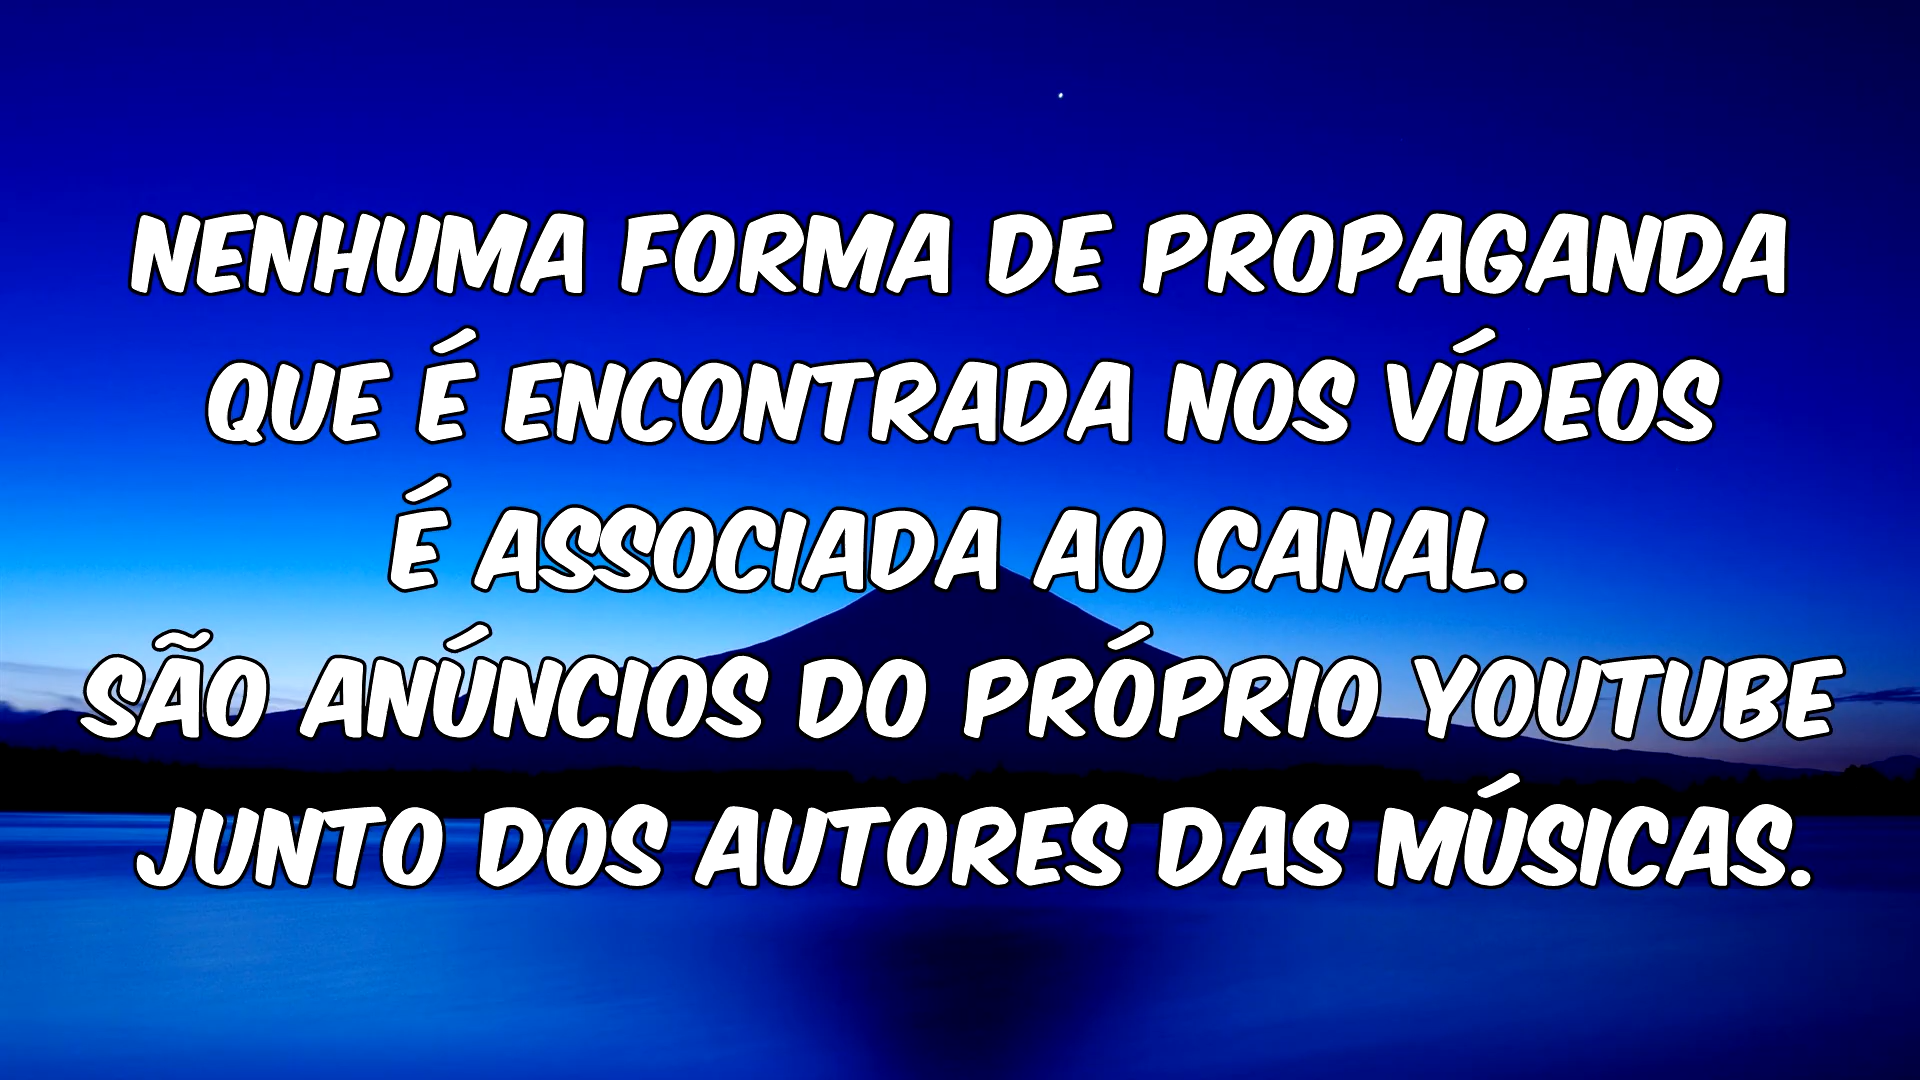 NENHUMA FORMA DE PROPAGANDA
QUE É ENCONTRADA NOS VÍDEOS
É ASSOCIADA AO CANAL.
SÃO ANÚNCIOS DO PRÓPRIO YOUTUBE
JUNTO DOS AUTORES DAS MÚSICAS.